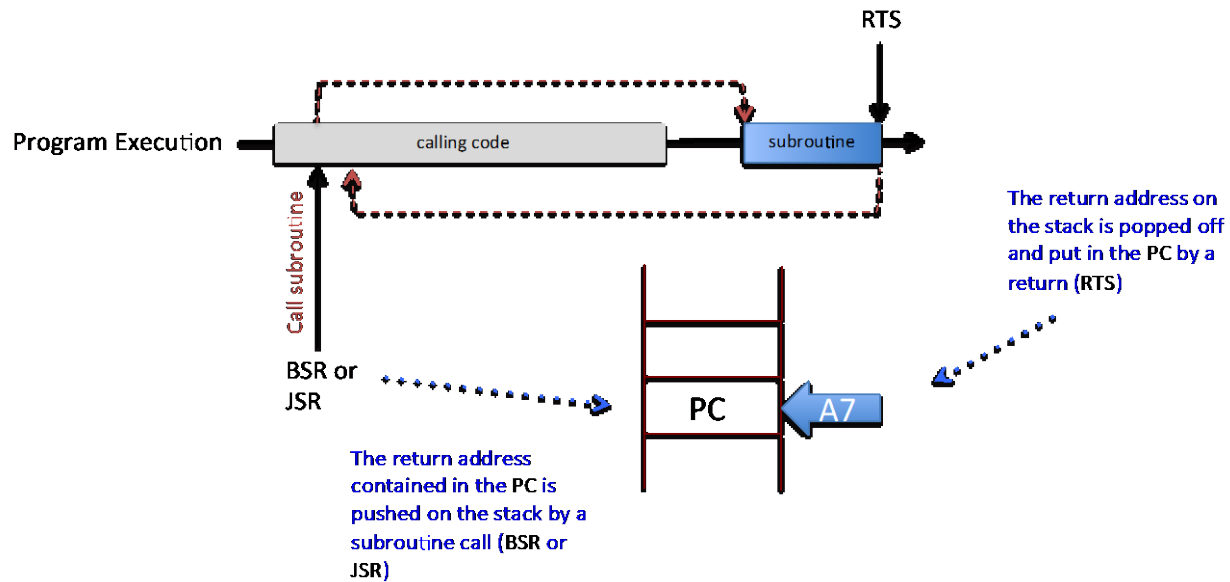 RTS
Program Execution
calling code
subroutine
Call subroutine
The return address on
the stack is popped off
and put in the PC by a
return (RTS)
BSR or
JSR
PC
A7
The return address
contained in the PC is
pushed on the stack by a
subroutine call (BSR or
JSR)